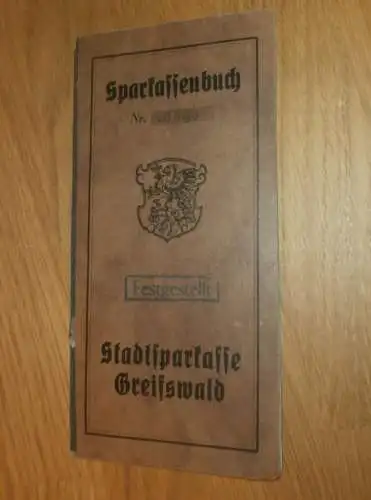 Sparkassenbuch
Nr.
Festgestellt
Stadtsparkasse
Greifswald